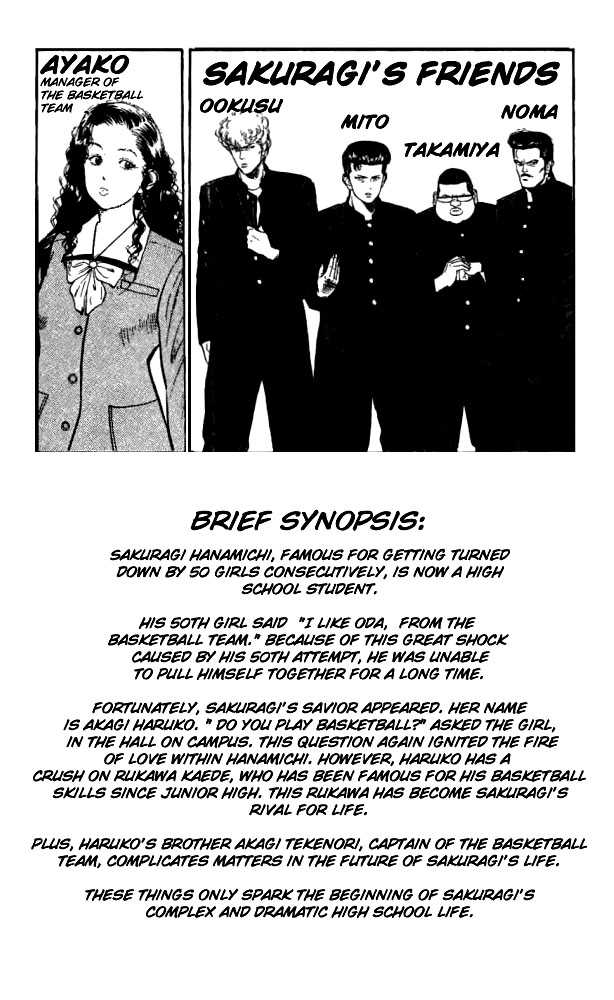 AYAKO
MANAGER OF
THE BASKETBALL
TEAM
SAKURAGI'S FRIENDS
OOKUSU
MITO
TAKAMIYA
NOMA
BRIEF SYNOPSIS:
SAKURAGI HANAMICHI, FAMOUS FOR GETTING TURNED
DOWN BY 50 GIRLS CONSECUTIVELY, IS NOW A HIGH
SCHOOL STUDENT.
HIS 50TH GIRL SAID "I LIKE ODA, FROM THE
BASKETBALL TEAM." BECAUSE OF THIS GREAT SHOCK
CAUSED BY HIS 50TH ATTEMPT, HE WAS UNABLE
TO PULL HIMSELF TOGETHER FOR A LONG TIME.
FORTUNATELY, SAKURAGI'S SAVIOR APPEARED. HER NAME
IS AKAGI HARUKO. " DO YOU PLAY BASKETBALL?" ASKED THE GIRL,
IN THE HALL ON CAMPUS. THIS QUESTION AGAIN IGNITED THE FIRE
OF LOVE WITHIN HANAMICHI. HOWEVER, HARUKO HAS A
CRUSH ON RUKAWA KAEDE, WHO HAS BEEN FAMOUS FOR HIS BASKETBALL
SKILLS SINCE JUNIOR HIGH. THIS RUKAWA HAS BECOME SAKURAGI'S
RIVAL FOR LIFE.
PLUS, HARUKO'S BROTHER AKAGI TEKENORI, CAPTAIN OF THE BASKETBALL
TEAM, COMPLICATES MATTERS IN THE FUTURE OF SAKURAGI'S LIFE.
THESE THINGS ONLY SPARK THE BEGINNING OF SAKURAGI'S
COMPLEX AND DRAMATIC HIGH SCHOOL LIFE.